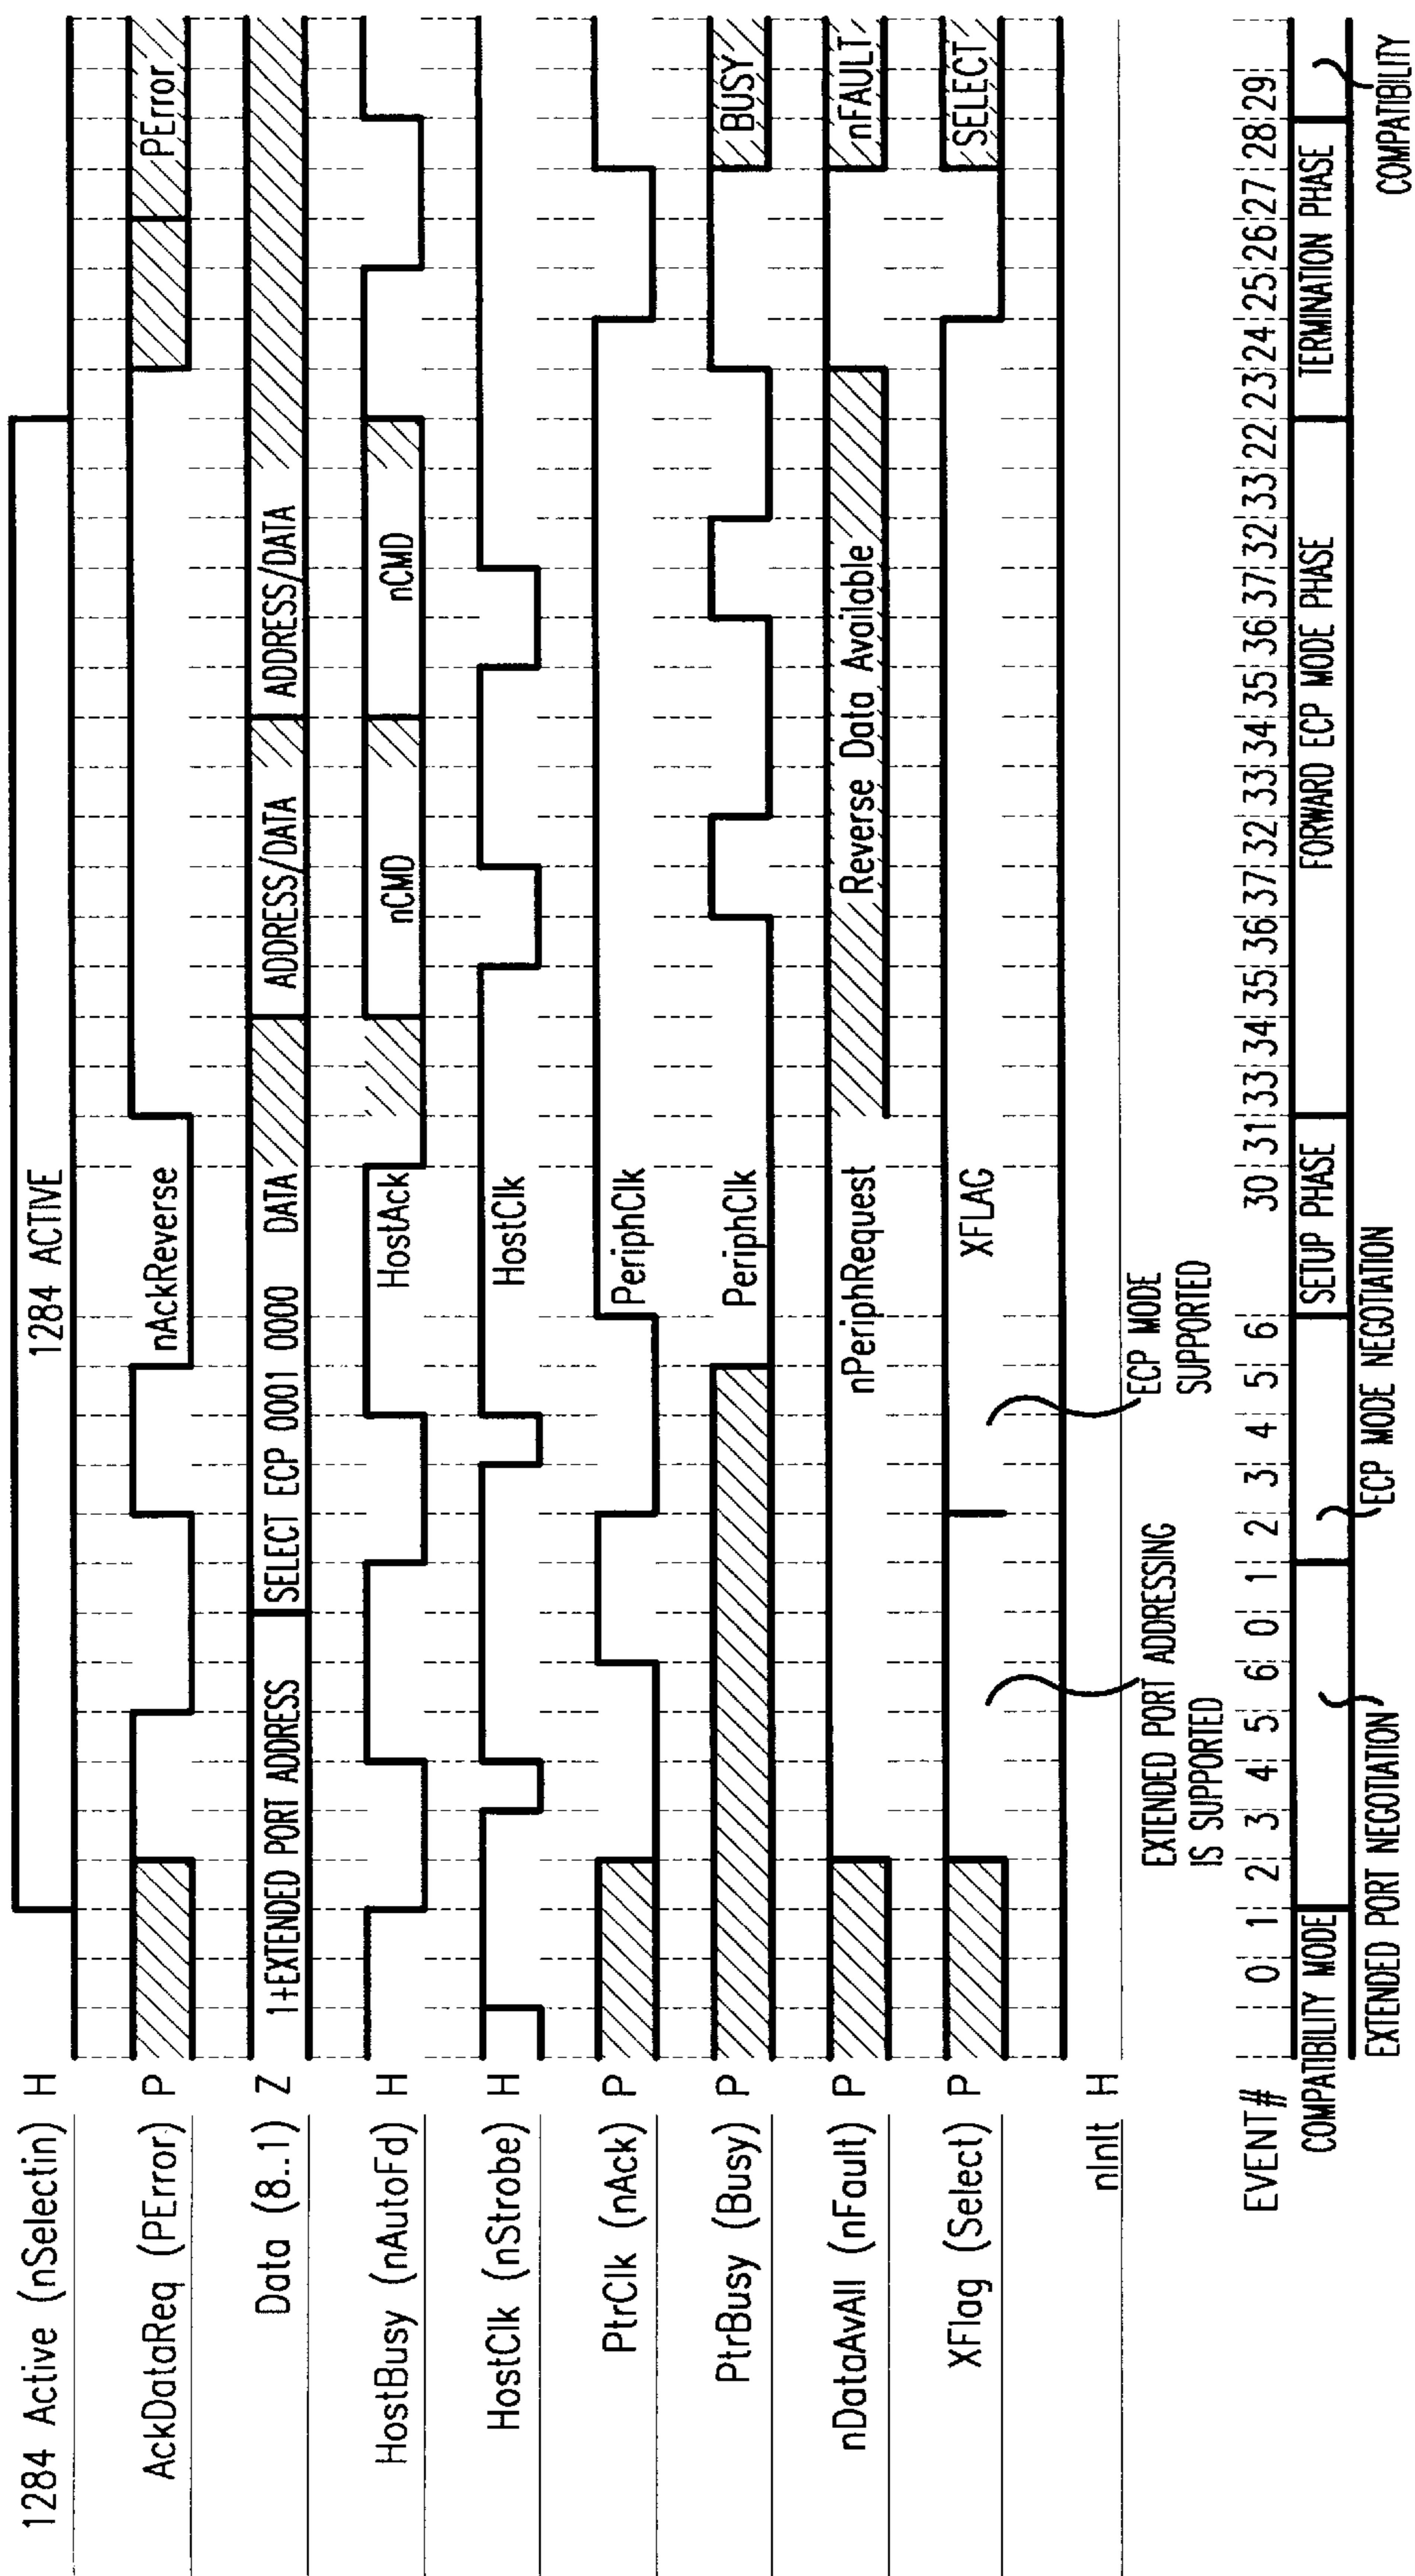 1284 Active (nSelectin) H
1284 ACTIVE
AckDataReq (PError) P
nAckReverse
PError
Data (8..1) Z
1+EXTENDED PORT ADDRESS
SELECT ECP 0001 0000 DATA
ADDRESS/DATA
ADDRESS/DATA
HostBusy (nAutoFd) H
HostAck
nCMD
nCMD
HostClk (nStrobe) H
HostClk
PtrClk (nAck) P
PeriphClk
PtrBusy (Busy) P
PeriphClk
BUSY
nDataAvAll (nFault) P
nPeriphRequest
Reverse Data Available
nFAULT
XFlag (Select) P
XFLAG
SELECT
nInIt H
EXTENDED PORT ADDRESSING
IS SUPPORTED
ECP MODE
SUPPORTED
EVENT# 0 1 2 3 4 5 6 0 1 2 3 4 5 6 30 31 33 34 35 36 37 32 33 34 35 36 37 32 33 22 23 24 25 26 27 28 29
COMPATIBILITY MODE
SETUP PHASE
FORWARD ECP MODE PHASE
TERMINATION PHASE
EXTENDED PORT NEGOTIATION
ECP MODE NEGOTIATION
COMPATIBILITY